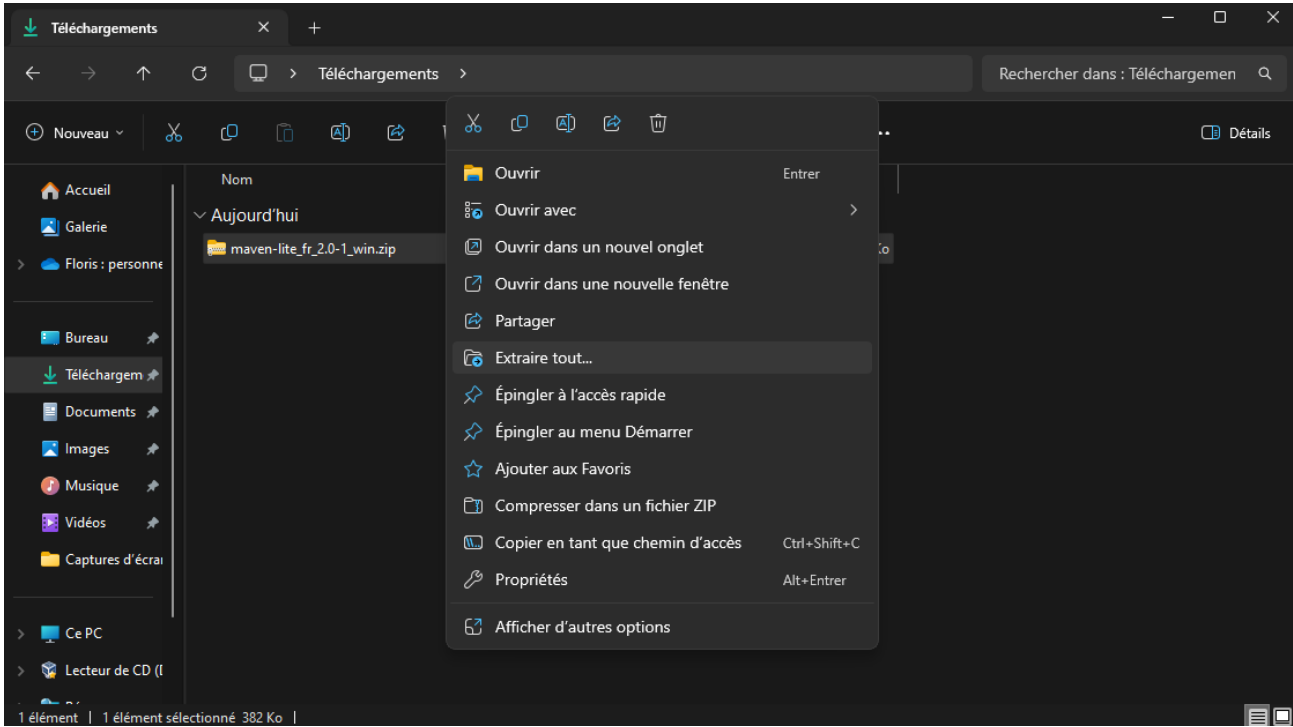 Téléchargements
Téléchargements
Rechercher dans : Téléchargemen
Nouveau
Détails
Accueil
Galerie
Floris : personne
Bureau
Téléchargem
Documents
Images
Musique
Vidéos
Captures d'écran
Ce PC
Lecteur de CD (D
Nom
Aujourd'hui
maven-lite_fr_2.0-1_win.zip
Ko
Ouvrir Entrer
Ouvrir avec
Ouvrir dans un nouvel onglet
Ouvrir dans une nouvelle fenêtre
Partager
Extraire tout...
Épingler à l'accès rapide
Épingler au menu Démarrer
Ajouter aux Favoris
Compresser dans un fichier ZIP
Copier en tant que chemin d'accès Ctrl+Shift+C
Propriétés Alt+Entrer
Afficher d'autres options
1 élément | 1 élément sélectionné 382 Ko |